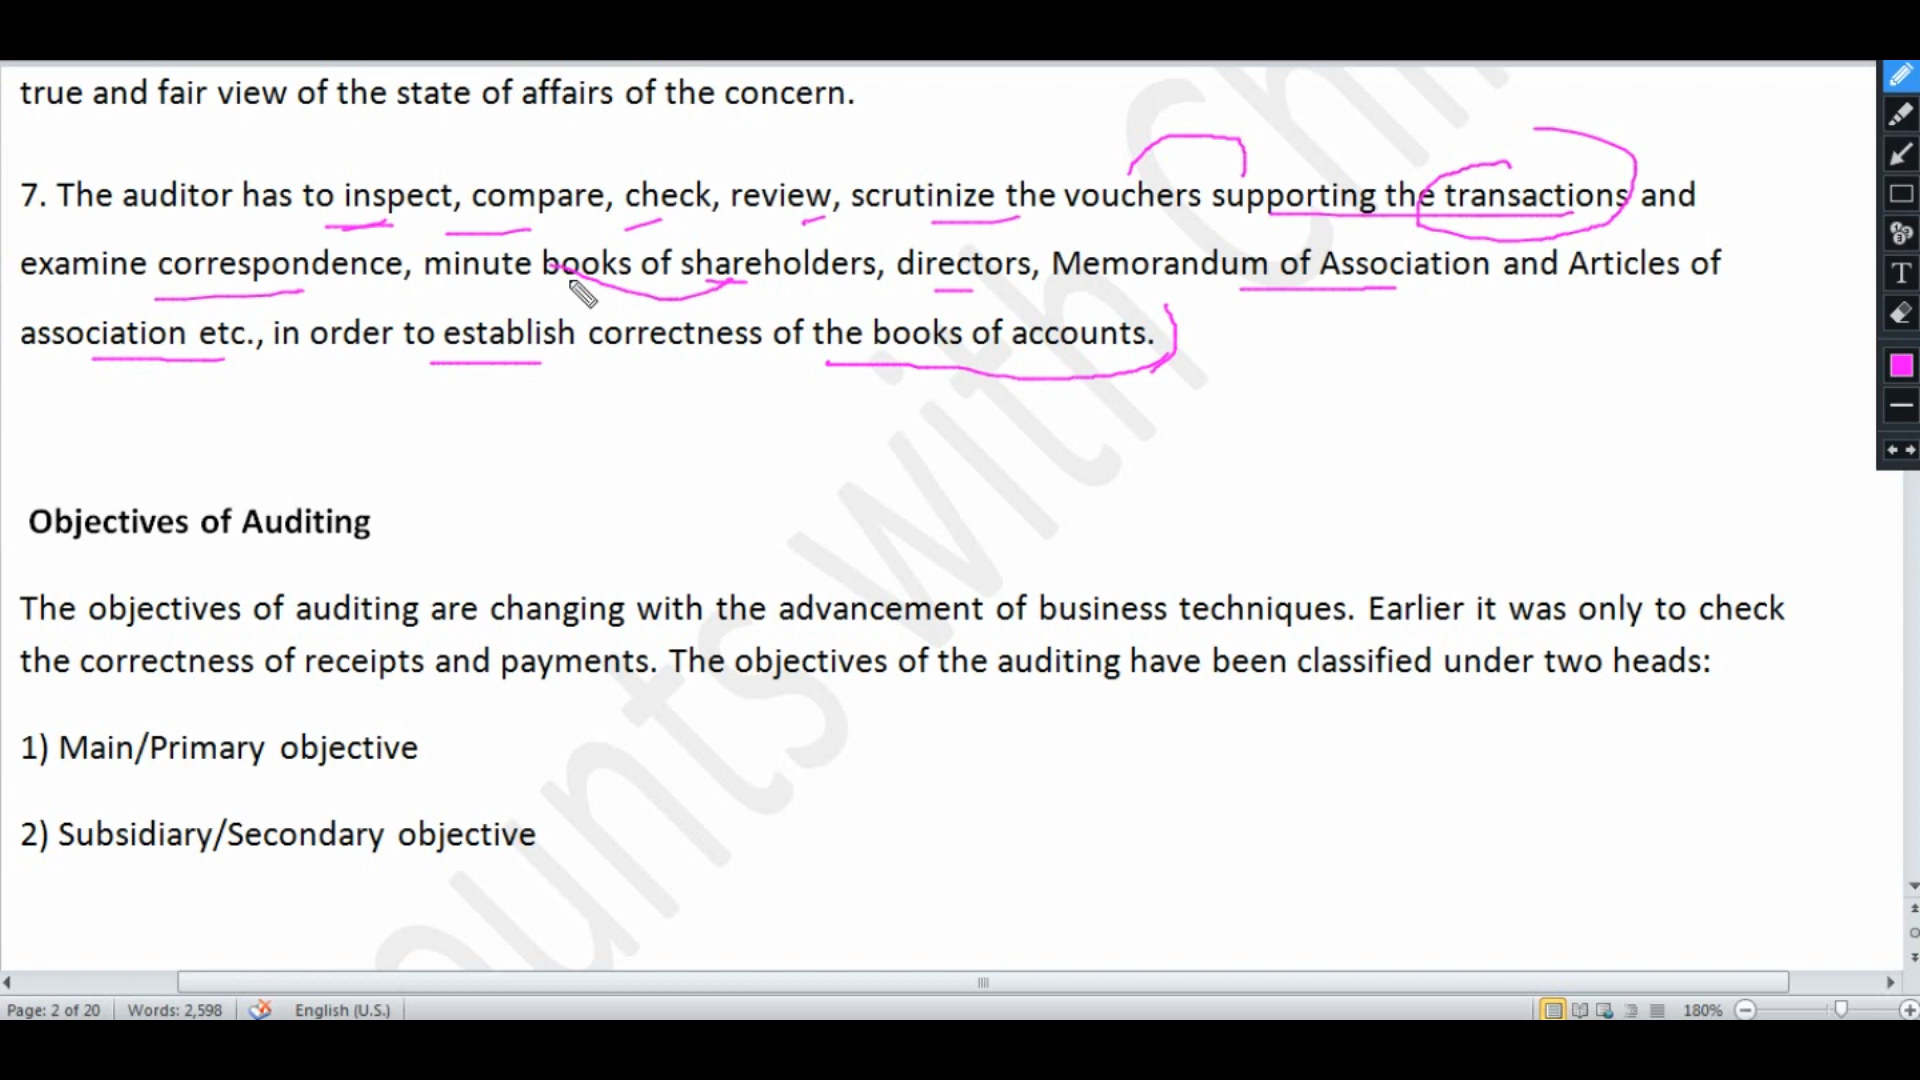 true and fair view of the state of affairs of the concern.
7. The auditor has to inspect, compare, check, review, scrutinize the vouchers supporting the transactions and
examine correspondence, minute books of shareholders, directors, Memorandum of Association and Articles of
association etc., in order to establish correctness of the books of accounts.
Objectives of Auditing
The objectives of auditing are changing with the advancement of business techniques. Earlier it was only to check
the correctness of receipts and payments. The objectives of the auditing have been classified under two heads:
1) Main/Primary objective
2) Subsidiary/Secondary objective
Page: 2 of 20 Words: 2,598 English (U.S.) 180%